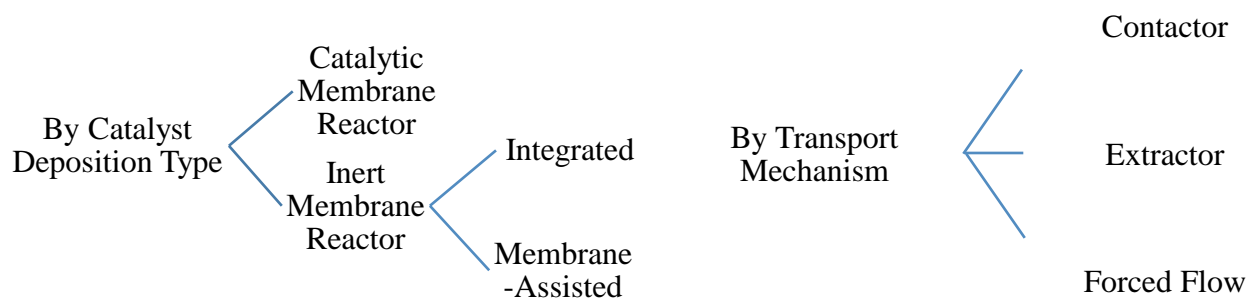 By Catalyst
Deposition Type
Catalytic
Membrane
Reactor
Inert
Membrane
Reactor
Integrated
Membrane
-Assisted
By Transport
Mechanism
Contactor
Extractor
Forced Flow